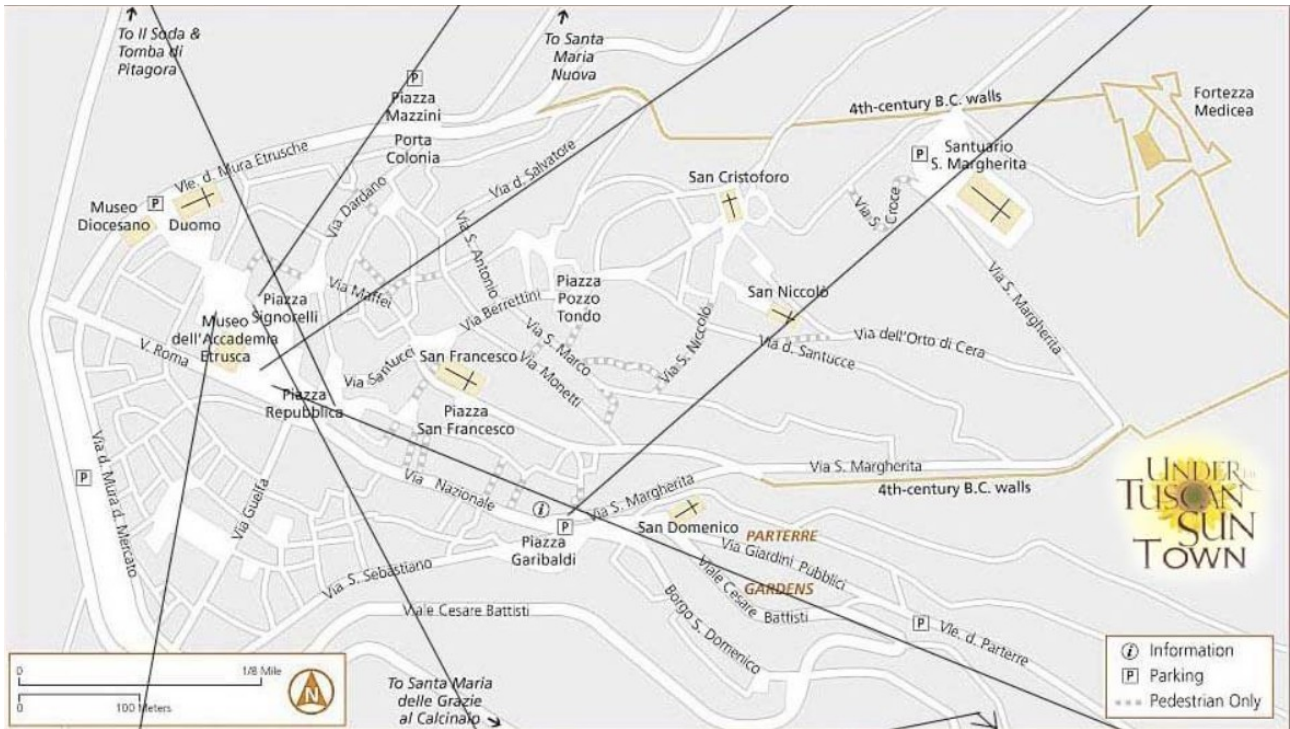 To Il Soda &
Tomba di
Pitagora
To Santa
Maria
Nuova
P
Piazza
Mazzini
Porta
Colonia
4th-century B.C. walls
Fortezza
Medicea
Vle. d. Mura Etrusche
Via d. Salvatore
P
Santuario
S. Margherita
Museo
Diocesano
P
Duomo
Via Dardano
San Cristoforo
Via S.
Croce
Via S. Antonio
Via S. Margherita
Via Maffei
Piazza
Signorelli
Via Berrettini
Piazza
Pozzo
Tondo
San Niccolò
Museo
dell'Accademia
Etrusca
V. Roma
Via S. Marco
Via S. Niccolò
Via d. Santucce
Via dell'Orto di Cera
Via Santucci
San Francesco
Via Monetti
Piazza
Repubblica
Piazza
San Francesco
Via d. Mura d. Mercato
P
Via Guelfa
Via Nazionale
Via S. Margherita
4th-century B.C. walls
i
Via S. Margherita
P
Piazza
Garibaldi
San Domenico
PARTERRE
GARDENS
Via Giardini Pubblici
Via S. Sebastiano
Viale Cesare Battisti
Viale Cesare Battisti
Borgo S. Domenico
P
Vle. d. Parterre
UNDER
TUSCAN
SUN
TOWN
0 1/8 Mile
0 100 Meters
N
To Santa Maria
delle Grazie
al Calcinaio
i Information
P Parking
Pedestrian Only